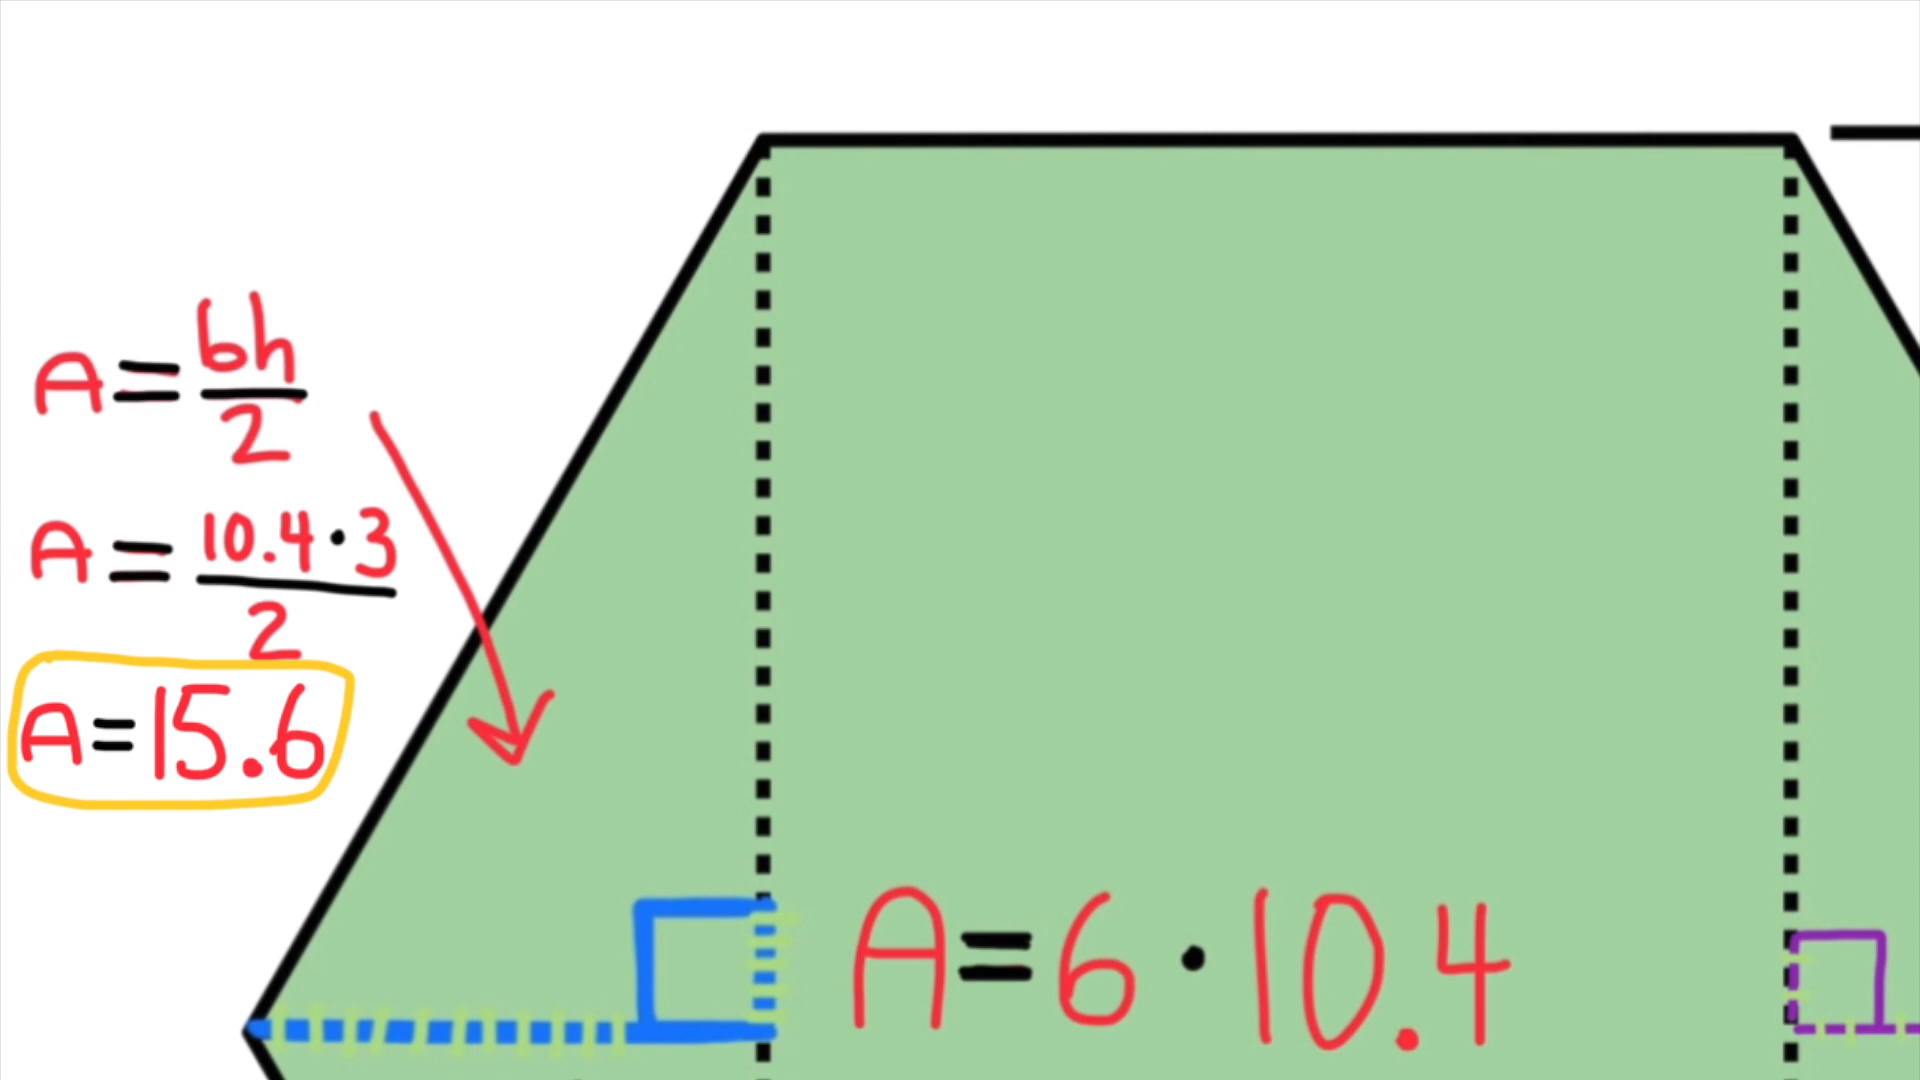 A = bh/2
A = 10.4 · 3/2
A = 15.6
A = 6 · 10.4